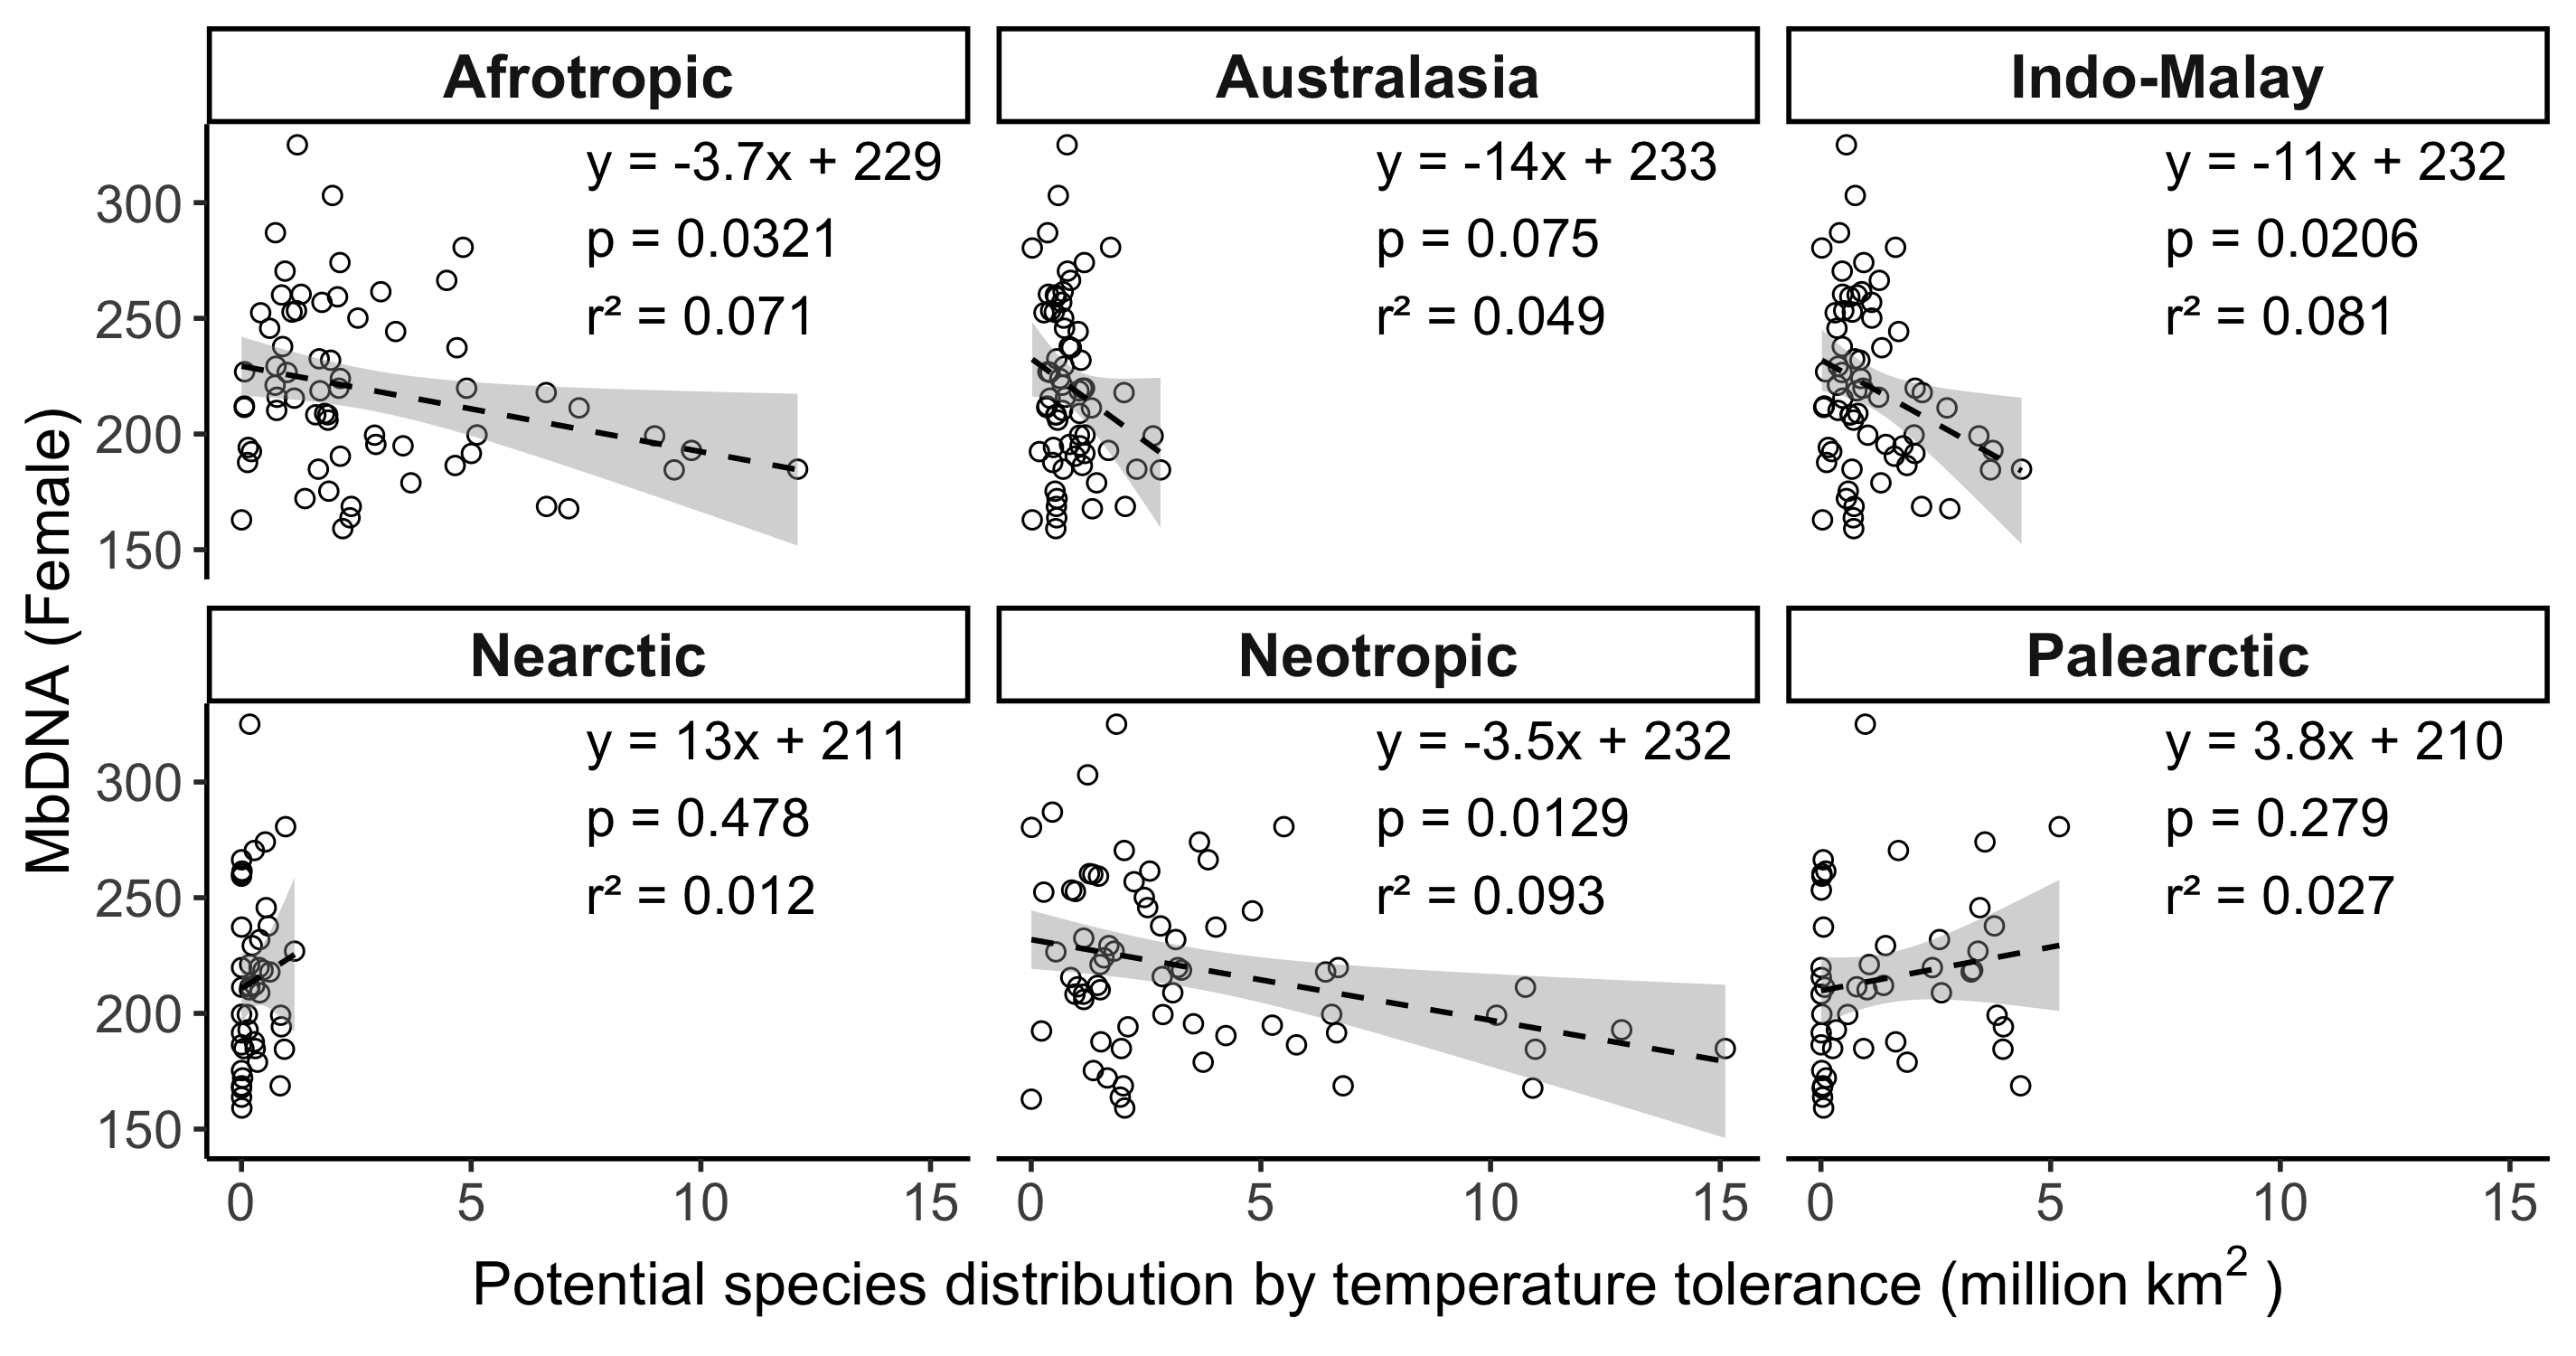 Afrotropic
y = -3.7x + 229
p = 0.0321
r² = 0.071
Australasia
y = -14x + 233
p = 0.075
r² = 0.049
Indo-Malay
y = -11x + 232
p = 0.0206
r² = 0.081
300
250
200
150
MbDNA (Female)
Nearctic
y = 13x + 211
p = 0.478
r² = 0.012
Neotropic
y = -3.5x + 232
p = 0.0129
r² = 0.093
Palearctic
y = 3.8x + 210
p = 0.279
r² = 0.027
300
250
200
150
0 5 10 15
0 5 10 15
0 5 10 15
Potential species distribution by temperature tolerance (million km² )